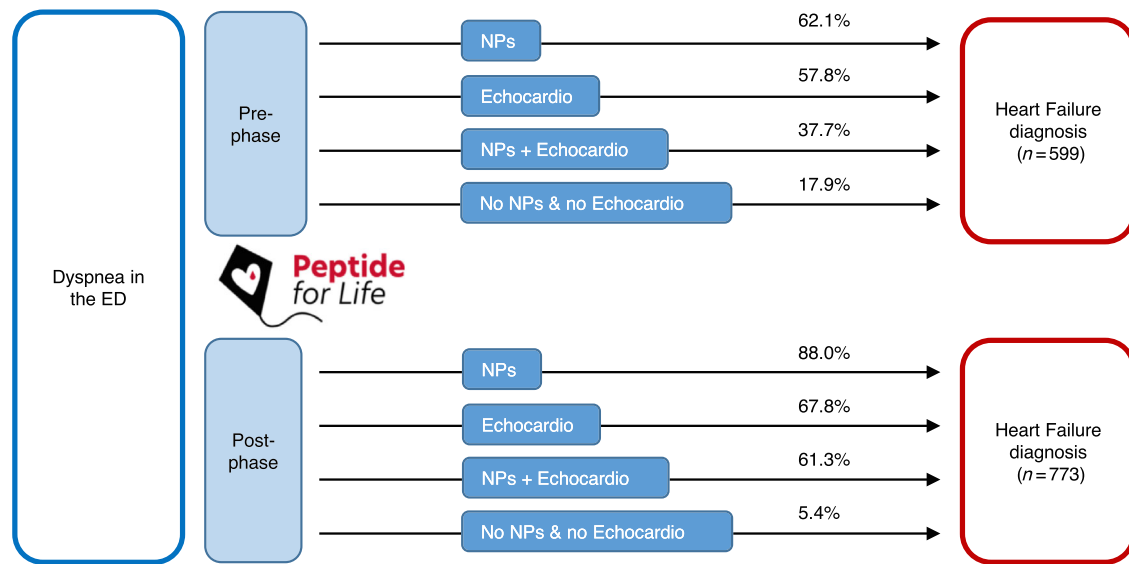 Dyspnea in
the ED
Pre-
phase
NPs
62.1%
Echocardio
57.8%
NPs + Echocardio
37.7%
No NPs & no Echocardio
17.9%
Heart Failure
diagnosis
(n=599)
Peptide
for Life
Post-
phase
NPs
88.0%
Echocardio
67.8%
NPs + Echocardio
61.3%
No NPs & no Echocardio
5.4%
Heart Failure
diagnosis
(n=773)